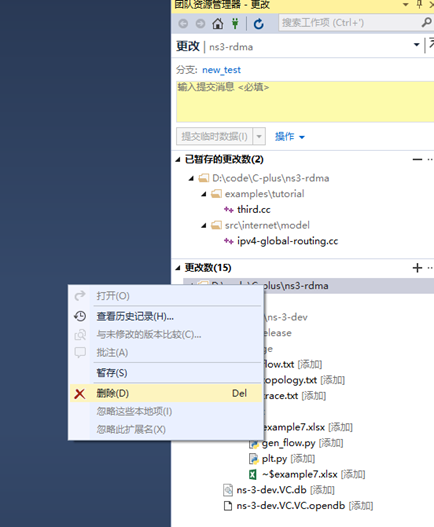 团队资源管理器 - 更改
搜索工作项 (Ctrl+')
更改 | ns3-rdma
分支: new_test
输入提交消息 <必填>
提交临时数据(I) 操作
已暂存的更改数(2)
D:\code\C-plus\ns3-rdma
examples\tutorial
third.cc
src\internet\model
ipv4-global-routing.cc
更改数(15)
\ns3-rdma
打开(O)
查看历史记录(H)...
与未修改的版本比较(C)...
批注(A)
暂存(S)
删除(D) Del
忽略这些本地项(I)
忽略此扩展名(X)
\ns-3-dev
elease
ge
low.txt [添加]
opology.txt [添加]
race.txt [添加]
example7.xlsx [添加]
gen_flow.py [添加]
plt.py [添加]
~$example7.xlsx [添加]
ns-3-dev.VC.db [添加]
ns-3-dev.VC.VC.opendb [添加]